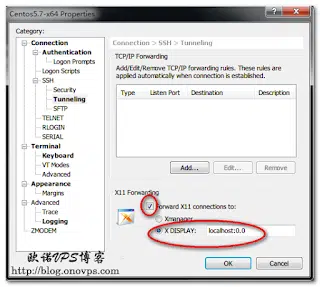 Centos5.7-x64 Properties
Category:
Connection
Authentication
Logon Prompts
Logon Scripts
SSH
Security
Tunneling
SFTP
TELNET
RLOGIN
SERIAL
Terminal
Keyboard
VT Modes
Advanced
Appearance
Margins
Advanced
Trace
Logging
ZMODEM
Connection > SSH > Tunneling
TCP/IP Forwarding
Add/Edit/Remove TCP/IP forwarding rules. These rules are
applied automatically when connection is established.
Type Listen Port Destination Description
Add... Edit... Remove
X11 Forwarding
Forward X11 connections to:
Xmanager
X DISPLAY: localhost:0.0
OK Cancel
欧诺VPS博客
http://blog.onovps.com